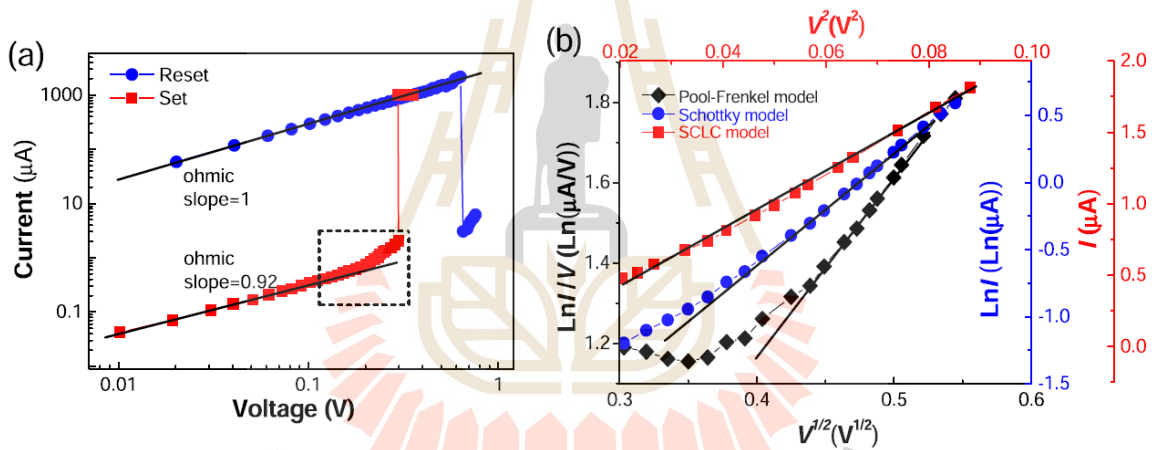 (a)
Current (μA)
1000
10
0.1
Reset
Set
ohmic
slope=1
ohmic
slope=0.92
0.01
0.1
1
Voltage (V)
(b)
V²(V²)
0.02
0.04
0.06
0.08
0.10
LnI/V (Ln(μA/V))
1.8
1.6
1.4
1.2
Pool-Frenkel model
Schottky model
SCLC model
0.3
0.4
0.5
0.6
V^1/2(V^1/2)
LnI (Ln(μA))
0.5
0.0
-0.5
-1.0
-1.5
I (μA)
2.0
1.5
1.0
0.5
0.0